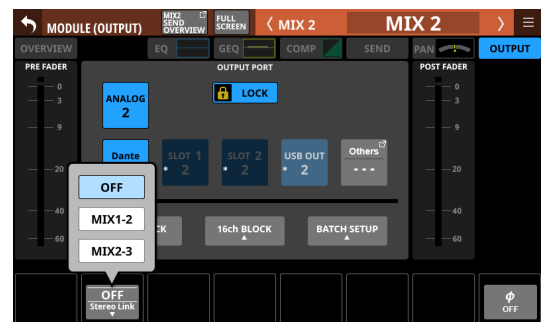 MODULE (OUTPUT)
MIX2
SEND
OVERVIEW
FULL
SCREEN
MIX 2
MIX 2
OVERVIEW
EQ
GEQ
COMP
SEND
PAN
OUTPUT
PRE FADER
OUTPUT PORT
POST FADER
LOCK
0
3
9
20
40
60
ANALOG
2
Dante
SLOT 1
* 2
SLOT 2
* 2
USB OUT
* 2
Others
---
0
3
9
20
40
60
OFF
MIX1-2
MIX2-3
CK
16ch BLOCK
BATCH SETUP
OFF
Stereo Link
ϕ
OFF